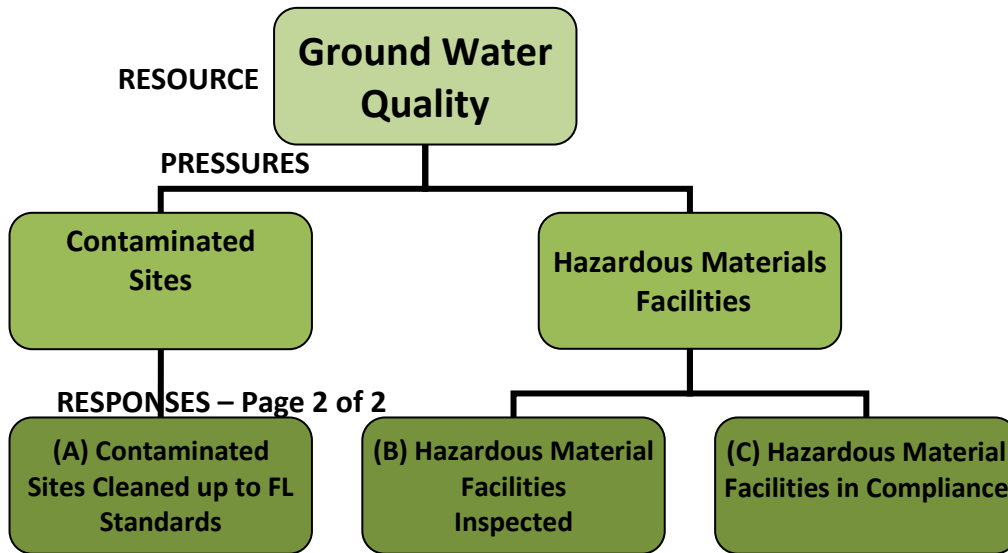 RESOURCE
Ground Water
Quality
PRESSURES
Contaminated
Sites
Hazardous Materials
Facilities
RESPONSES – Page 2 of 2
(A) Contaminated
Sites Cleaned up to FL
Standards
(B) Hazardous Material
Facilities
Inspected
(C) Hazardous Material
Facilities in Compliance